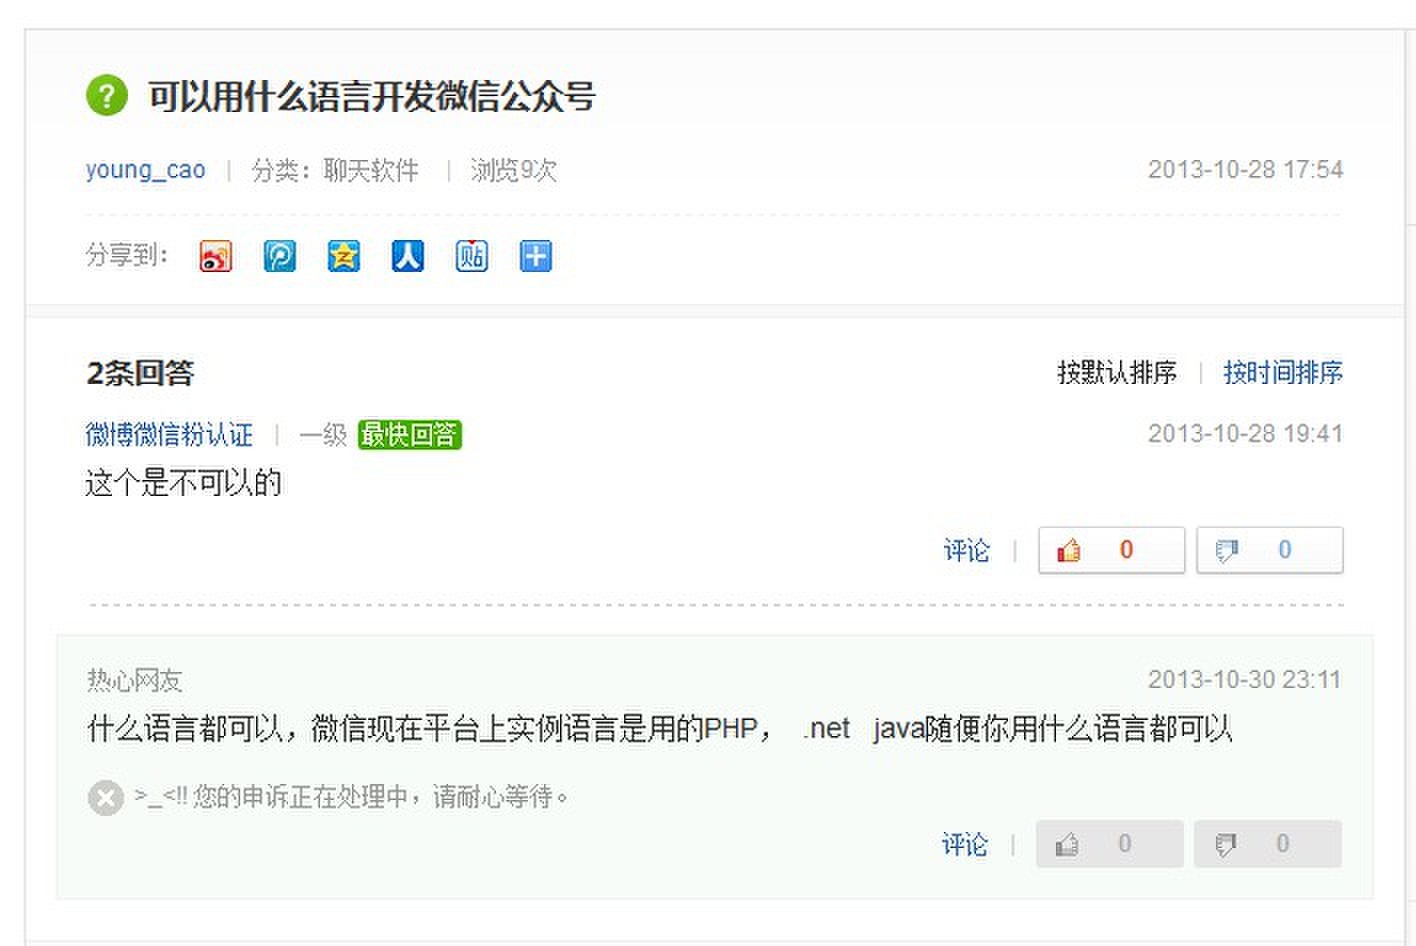 可以用什么语言开发微信公众号
young_cao | 分类：聊天软件 | 浏览9次 2013-10-28 17:54
分享到：
贴
2条回答 按默认排序 | 按时间排序
微博微信粉认证 | 一级 最快回答 2013-10-28 19:41
这个是不可以的
评论 | 0 0
热心网友 2013-10-30 23:11
什么语言都可以，微信现在平台上实例语言是用的PHP， .net java随便你用什么语言都可以
>_<!! 您的申诉正在处理中，请耐心等待。
评论 | 0 0